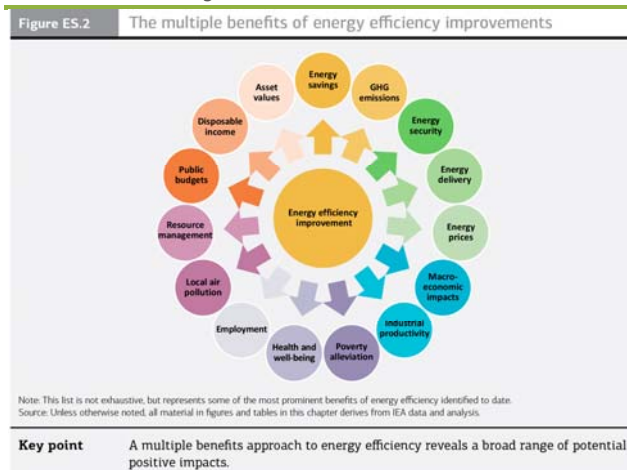 Figure ES.2
The multiple benefits of energy efficiency improvements
Energy
savings
GHG
emissions
Energy
security
Energy
delivery
Energy
prices
Macro-
economic
impacts
Industrial
productivity
Poverty
alleviation
Health and
well-being
Employment
Local air
pollution
Resource
management
Public
budgets
Disposable
income
Asset
values
Energy efficiency
improvement
Note: This list is not exhaustive, but represents some of the most prominent benefits of energy efficiency identified to date.
Source: Unless otherwise noted, all material in figures and tables in this chapter derives from IEA data and analysis.
Key point
A multiple benefits approach to energy efficiency reveals a broad range of potential
positive impacts.